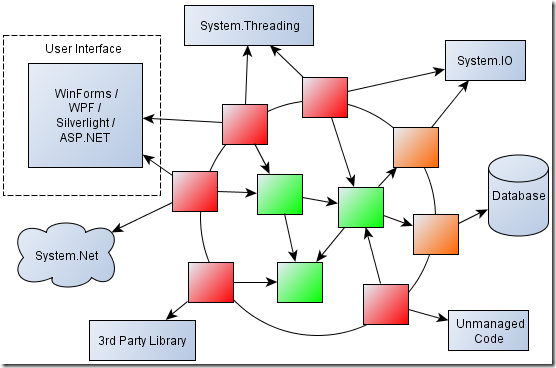 System.Threading
User Interface
System.IO
WinForms /
WPF /
Silverlight /
ASP.NET
Database
System.Net
3rd Party Library
Unmanaged
Code